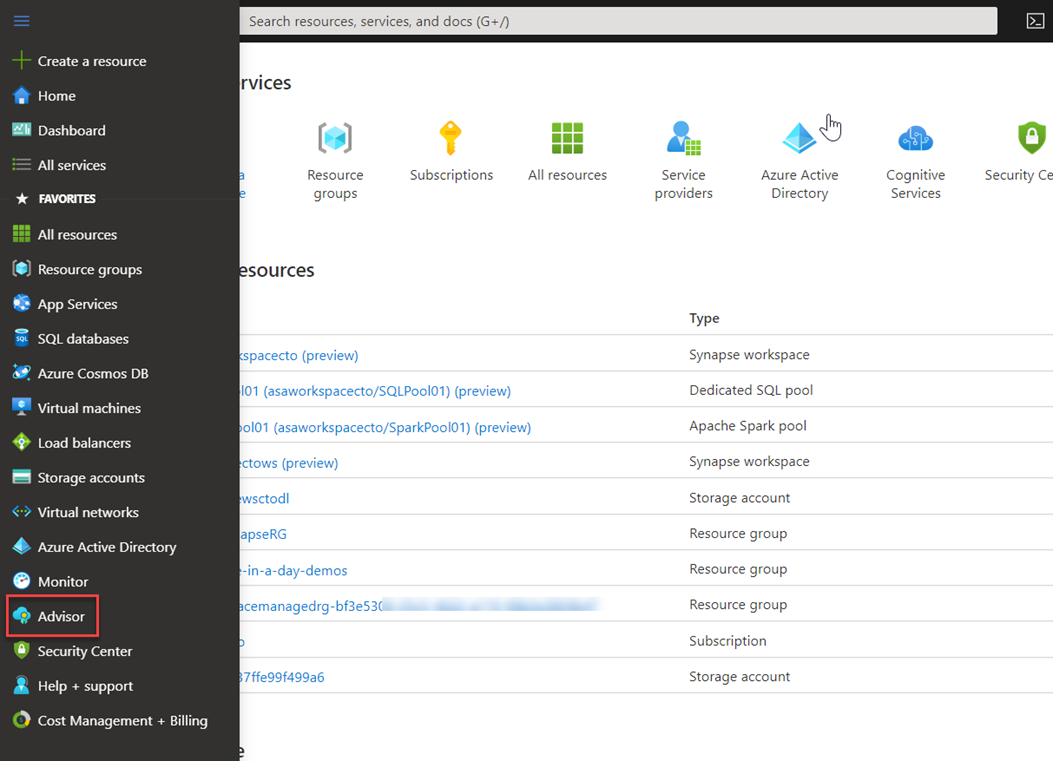 Search resources, services, and docs (G+/)
Create a resource
Home
Dashboard
All services
FAVORITES
All resources
Resource groups
App Services
SQL databases
Azure Cosmos DB
Virtual machines
Load balancers
Storage accounts
Virtual networks
Azure Active Directory
Monitor
Advisor
Security Center
Help + support
Cost Management + Billing
rvices
a
e
Resource
groups
Subscriptions
All resources
Service
providers
Azure Active
Directory
Cognitive
Services
Security Ce
esources
Type
kspacecto (preview)
Synapse workspace
l01 (asaworkspacecto/SQLPool01) (preview)
Dedicated SQL pool
ool01 (asaworkspacecto/SparkPool01) (preview)
Apache Spark pool
ectows (preview)
Synapse workspace
ewsctodl
Storage account
apseRG
Resource group
e-in-a-day-demos
Resource group
acemanagedrg-bf3e530
Resource group
o
Subscription
37ffe99f499a6
Storage account
e